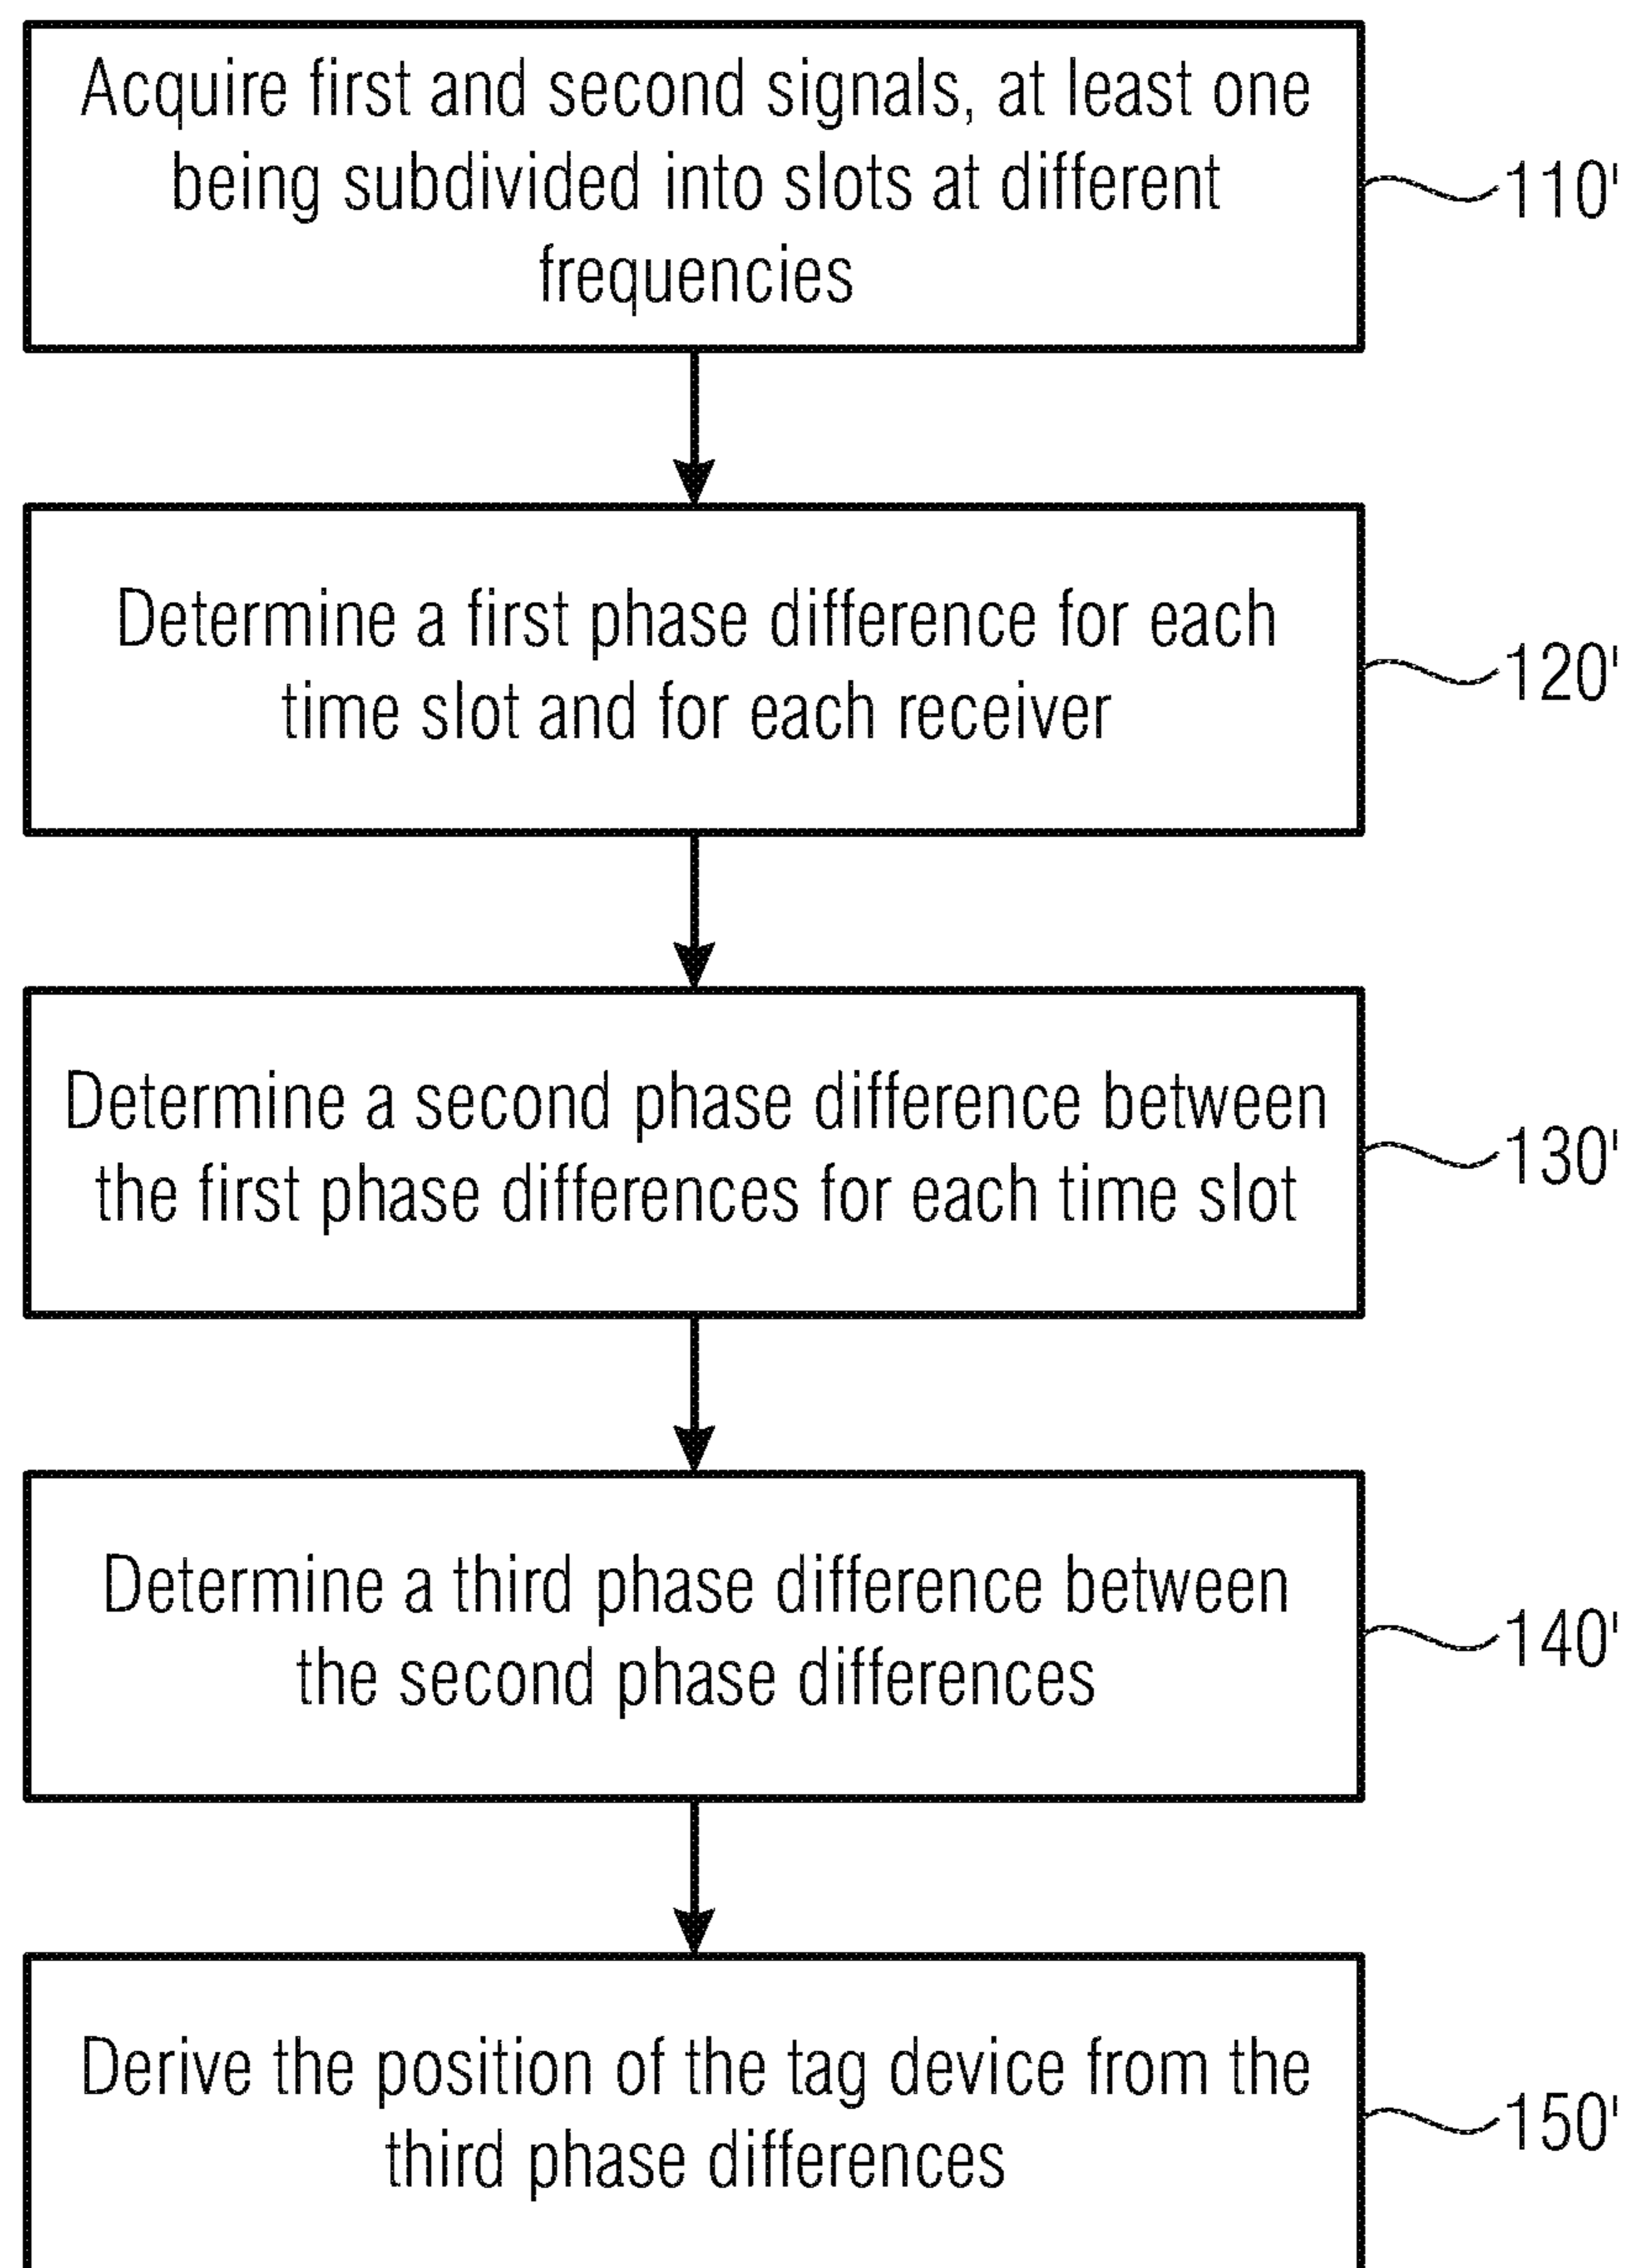 Acquire first and second signals, at least one
being subdivided into slots at different
frequencies
110'
Determine a first phase difference for each
time slot and for each receiver
120'
Determine a second phase difference between
the first phase differences for each time slot
130'
Determine a third phase difference between
the second phase differences
140'
Derive the position of the tag device from the
third phase differences
150'